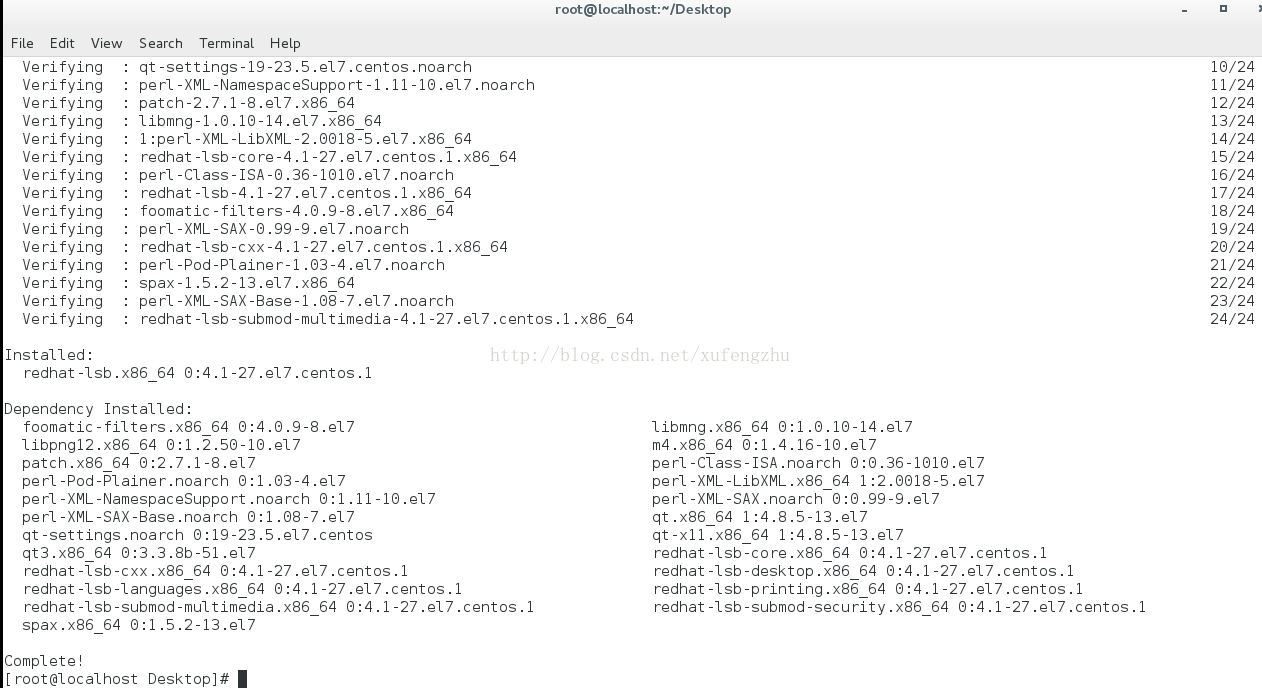 root@localhost:~/Desktop
File Edit View Search Terminal Help
Verifying : qt-settings-19-23.5.el7.centos.noarch 10/24
Verifying : perl-XML-NamespaceSupport-1.11-10.el7.noarch 11/24
Verifying : patch-2.7.1-8.el7.x86_64 12/24
Verifying : libmng-1.0.10-14.el7.x86_64 13/24
Verifying : 1:perl-XML-LibXML-2.0018-5.el7.x86_64 14/24
Verifying : redhat-lsb-core-4.1-27.el7.centos.1.x86_64 15/24
Verifying : perl-Class-ISA-0.36-1010.el7.noarch 16/24
Verifying : redhat-lsb-4.1-27.el7.centos.1.x86_64 17/24
Verifying : foomatic-filters-4.0.9-8.el7.x86_64 18/24
Verifying : perl-XML-SAX-0.99-9.el7.noarch 19/24
Verifying : redhat-lsb-cxx-4.1-27.el7.centos.1.x86_64 20/24
Verifying : perl-Pod-Plainer-1.03-4.el7.noarch 21/24
Verifying : spax-1.5.2-13.el7.x86_64 22/24
Verifying : perl-XML-SAX-Base-1.08-7.el7.noarch 23/24
Verifying : redhat-lsb-submod-multimedia-4.1-27.el7.centos.1.x86_64 24/24
Installed:
http://blog.csdn.net/xufengzhu
redhat-lsb.x86_64 0:4.1-27.el7.centos.1
Dependency Installed:
foomatic-filters.x86_64 0:4.0.9-8.el7 libmng.x86_64 0:1.0.10-14.el7
libpng12.x86_64 0:1.2.50-10.el7 m4.x86_64 0:1.4.16-10.el7
patch.x86_64 0:2.7.1-8.el7 perl-Class-ISA.noarch 0:0.36-1010.el7
perl-Pod-Plainer.noarch 0:1.03-4.el7 perl-XML-LibXML.x86_64 1:2.0018-5.el7
perl-XML-NamespaceSupport.noarch 0:1.11-10.el7 perl-XML-SAX.noarch 0:0.99-9.el7
perl-XML-SAX-Base.noarch 0:1.08-7.el7 qt.x86_64 1:4.8.5-13.el7
qt-settings.noarch 0:19-23.5.el7.centos qt-x11.x86_64 1:4.8.5-13.el7
qt3.x86_64 0:3.3.8b-51.el7 redhat-lsb-core.x86_64 0:4.1-27.el7.centos.1
redhat-lsb-cxx.x86_64 0:4.1-27.el7.centos.1 redhat-lsb-desktop.x86_64 0:4.1-27.el7.centos.1
redhat-lsb-languages.x86_64 0:4.1-27.el7.centos.1 redhat-lsb-printing.x86_64 0:4.1-27.el7.centos.1
redhat-lsb-submod-multimedia.x86_64 0:4.1-27.el7.centos.1 redhat-lsb-submod-security.x86_64 0:4.1-27.el7.centos.1
spax.x86_64 0:1.5.2-13.el7
Complete!
[root@localhost Desktop]#